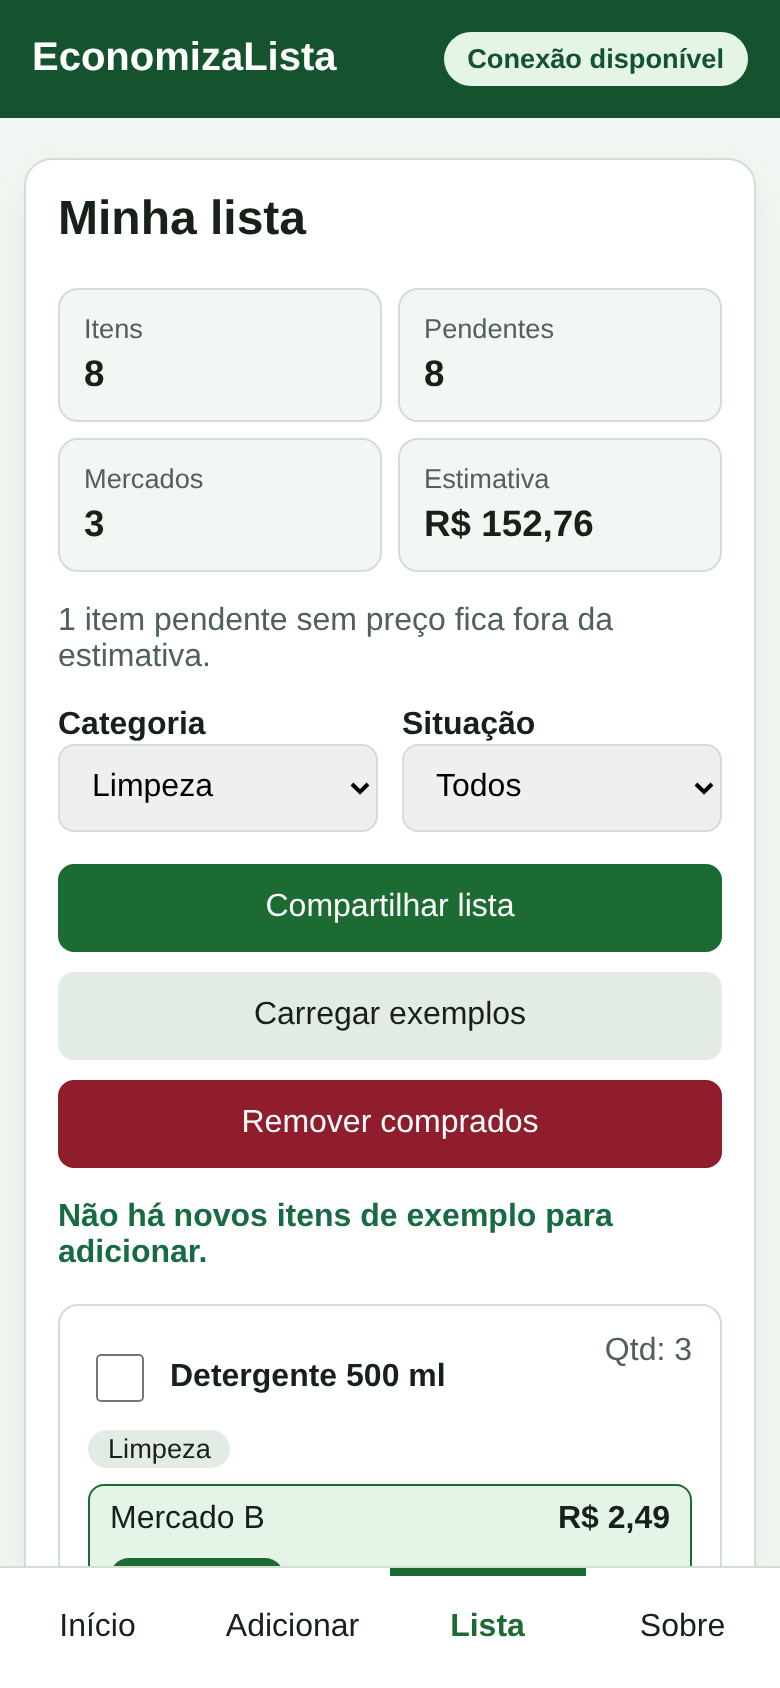 EconomizaLista
Conexão disponível
Minha lista
Itens
8
Pendentes
8
Mercados
3
Estimativa
R$ 152,76
1 item pendente sem preço fica fora da
estimativa.
Categoria
Limpeza
Situação
Todos
Compartilhar lista
Carregar exemplos
Remover comprados
Não há novos itens de exemplo para
adicionar.
Detergente 500 ml
Qtd: 3
Limpeza
Mercado B
R$ 2,49
Início
Adicionar
Lista
Sobre